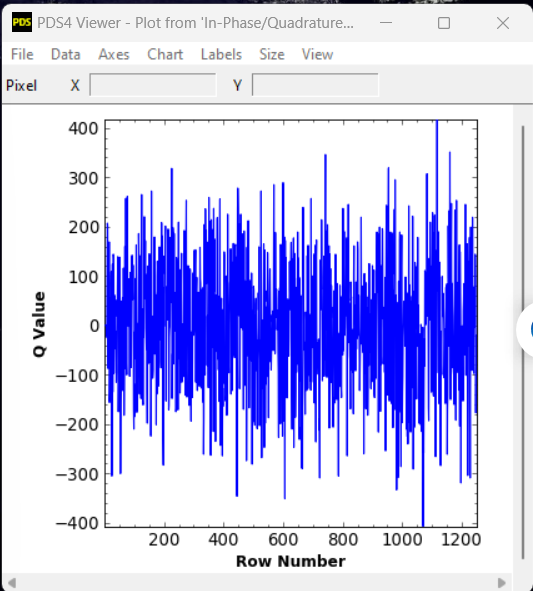 PDS PDS4 Viewer - Plot from 'In-Phase/Quadrature...
File Data Axes Chart Labels Size View
Pixel X Y
400
300
200
100
0
−100
−200
−300
−400
Q Value
200 400 600 800 1000 1200
Row Number